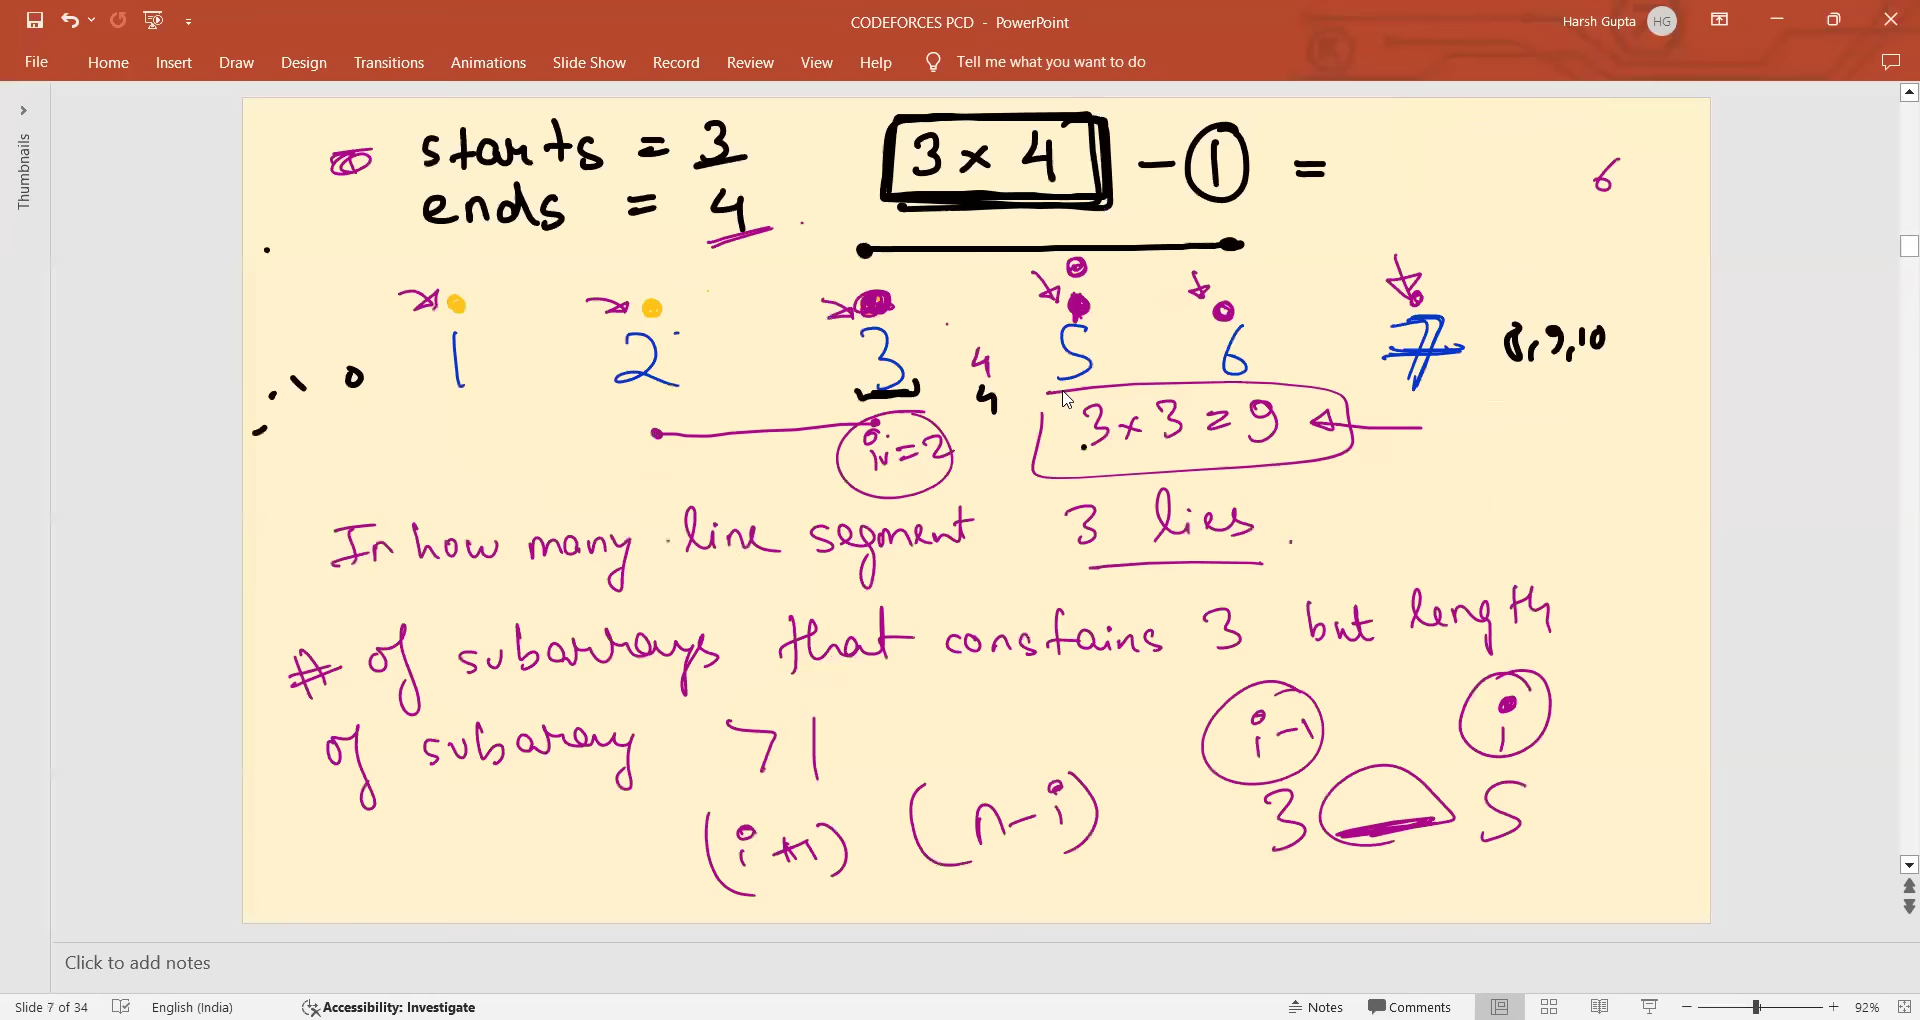 CODEFORCES PCD - PowerPoint
Harsh Gupta HG
File Home Insert Draw Design Transitions Animations Slide Show Record Review View Help Tell me what you want to do
Thumbnails
starts = 3
ends = 4
3 × 4 - 1 =
6
1 2 3 4 5 6 7 8, 9, 10
0
4
i = 2
3 × 3 = 9
In how many line segment 3 lies.
# of subarrays that constains 3 but length
of subarray > 1
i-1 i
(i+1) (n-i) 3 5
Click to add notes
Slide 7 of 34 English (India) Accessibility: Investigate Notes Comments 92%